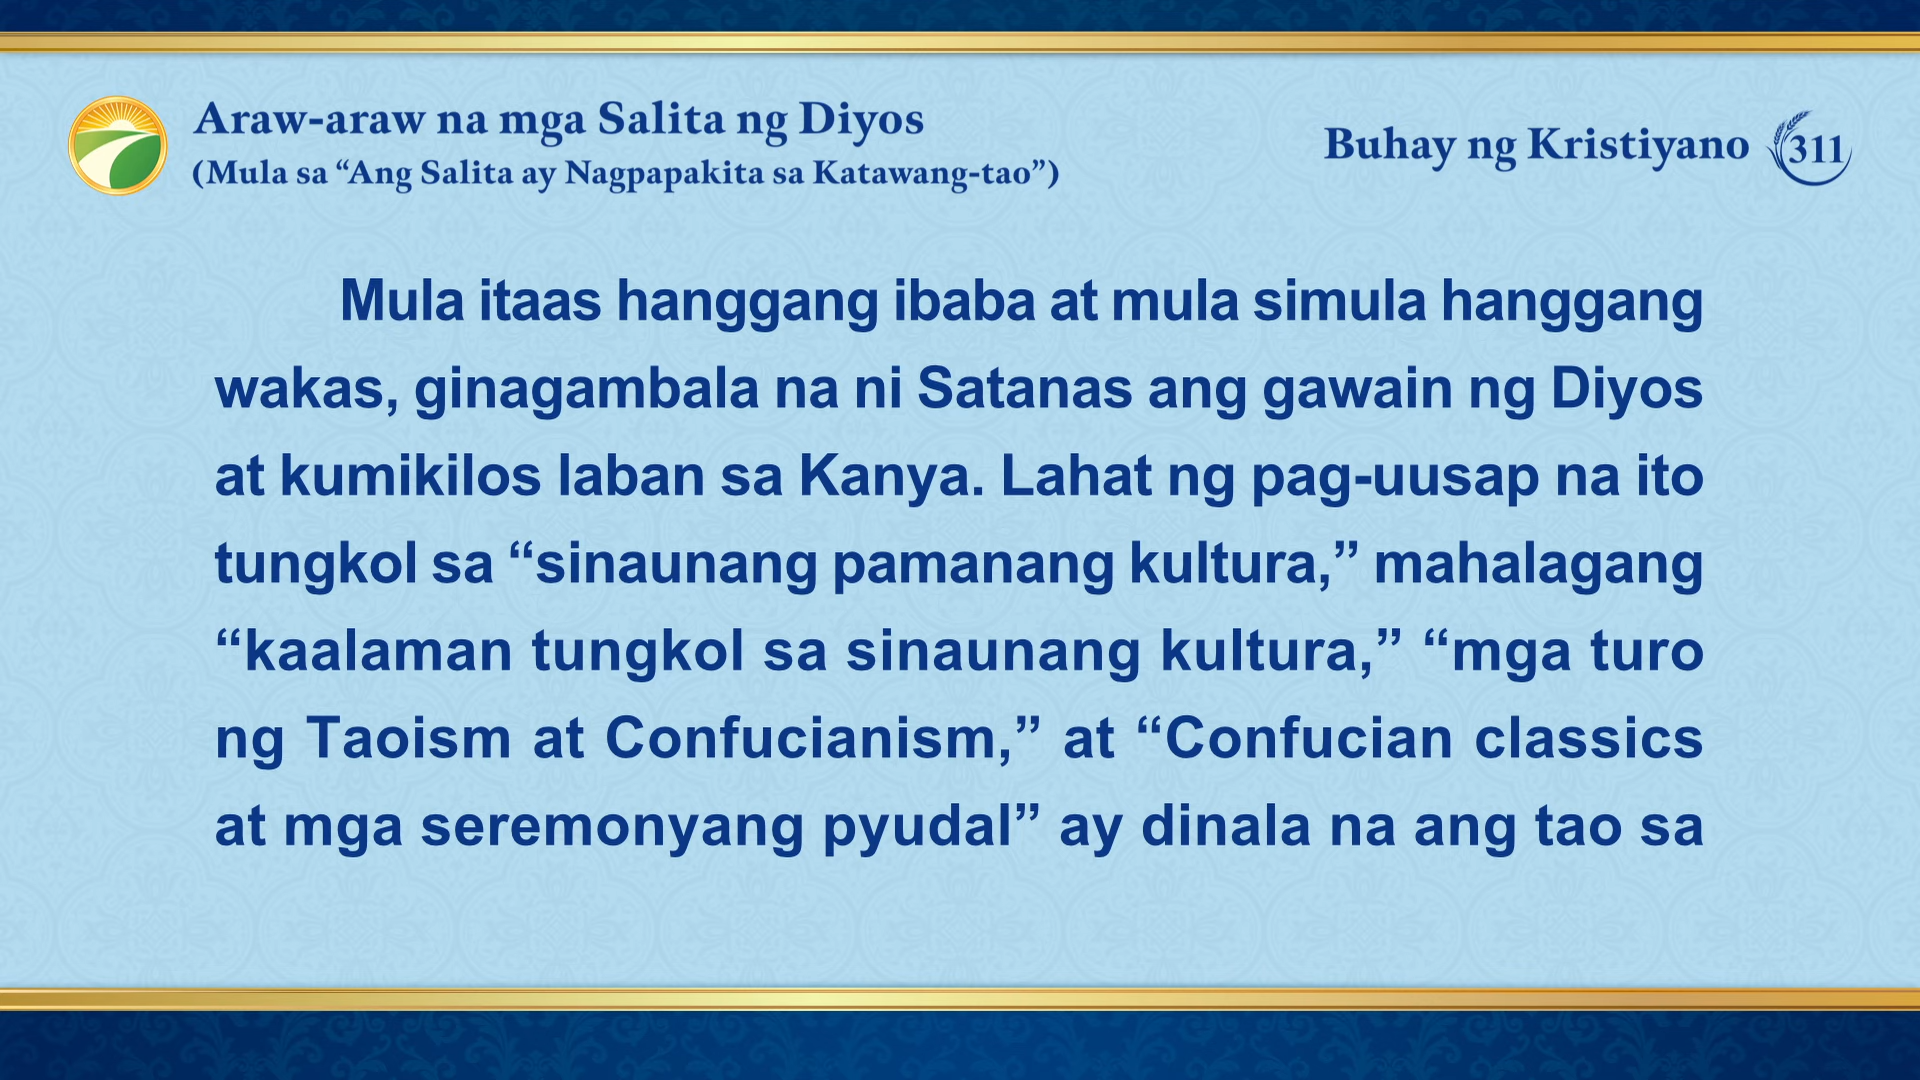 Araw-araw na mga Salita ng Diyos
(Mula sa “Ang Salita ay Nagpapakita sa Katawang-tao”)
Buhay ng Kristiyano 311
Mula itaas hanggang ibaba at mula simula hanggang
wakas, ginagambala na ni Satanas ang gawain ng Diyos
at kumikilos laban sa Kanya. Lahat ng pag-uusap na ito
tungkol sa “sinaunang pamanang kultura,” mahalagang
“kaalaman tungkol sa sinaunang kultura,” “mga turo
ng Taoism at Confucianism,” at “Confucian classics
at mga seremonyang pyudal” ay dinala na ang tao sa